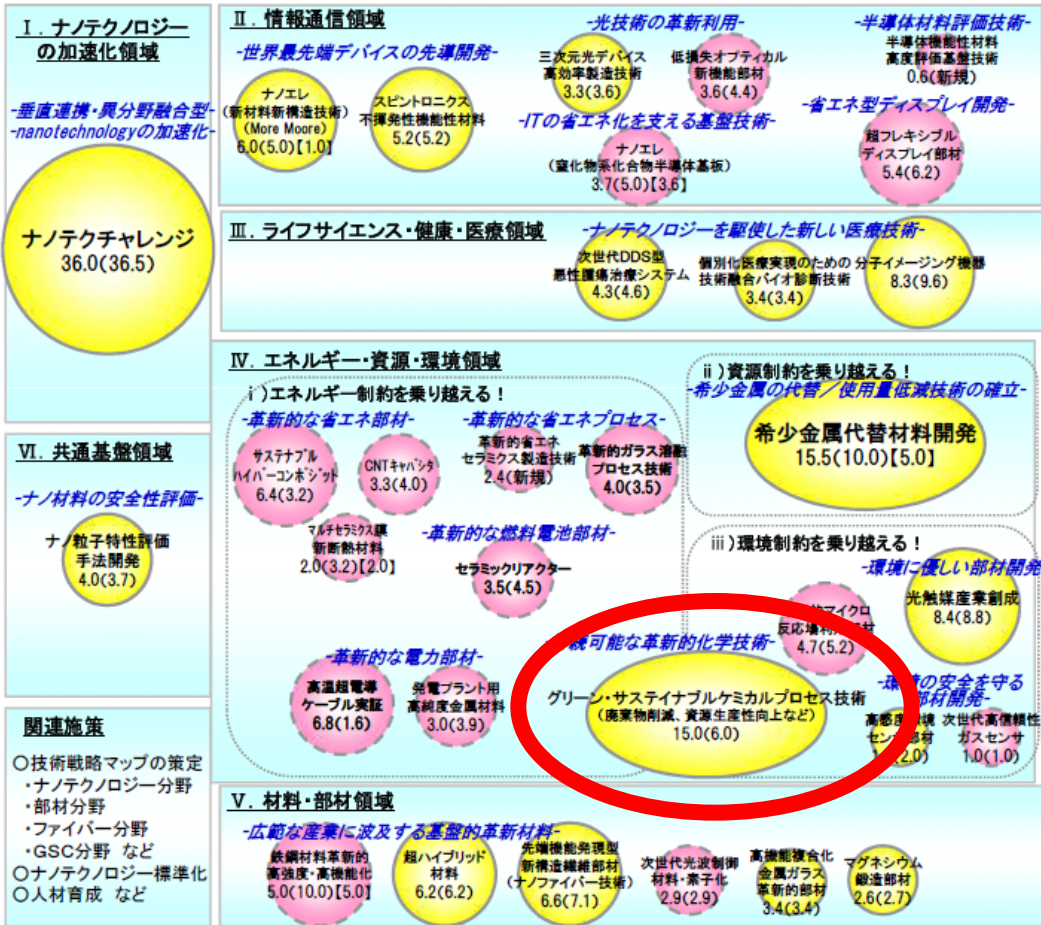 Ⅰ. ナノテクノロジー
の加速化領域
-垂直連携・異分野融合型-
-nanotechnologyの加速化-
ナノテクチャレンジ
36.0(36.5)
Ⅱ. 情報通信領域
-世界最先端デバイスの先導開発-
ナノエレ
(新材料新構造技術)
(More Moore)
6.0(5.0)【1.0】
スピントロニクス
不揮発性機能性材料
5.2(5.2)
-光技術の革新利用-
三次元光デバイス
高効率製造技術
3.3(3.6)
低損失オプティカル
新機能部材
3.6(4.4)
-ITの省エネ化を支える基盤技術-
ナノエレ
(窒化物系化合物半導体基板)
3.7(5.0)【3.6】
-半導体材料評価技術-
半導体機能性材料
高度評価基盤技術
0.6(新規)
-省エネ型ディスプレイ開発-
超フレキシブル
ディスプレイ部材
5.4(6.2)
Ⅲ. ライフサイエンス・健康・医療領域
-ナノテクノロジーを駆使した新しい医療技術-
次世代DDS型
悪性腫瘍治療システム
4.3(4.6)
個別化医療実現のための
技術融合バイオ診断技術
3.4(3.4)
分子イメージング機器
8.3(9.6)
Ⅳ. エネルギー・資源・環境領域
ⅰ)エネルギー制約を乗り越える!
-革新的な省エネ部材-
サステナブル
ハイパーコンポジット
6.4(3.2)
CNTキャパシタ
3.3(4.0)
マルチセラミクス膜
新断熱材料
2.0(3.2)【2.0】
-革新的な省エネプロセス-
革新的省エネ
セラミクス製造技術
2.4(新規)
革新的ガラス溶融
プロセス技術
4.0(3.5)
-革新的な燃料電池部材-
セラミックリアクター
3.5(4.5)
-革新的な電力部材-
高温超電導
ケーブル実証
6.8(1.6)
発電プラント用
高純度金属材料
3.0(3.9)
ⅱ)資源制約を乗り越える!
-希少金属の代替/使用量低減技術の確立-
希少金属代替材料開発
15.5(10.0)【5.0】
ⅲ)環境制約を乗り越える!
-環境に優しい部材開発
光触媒産業創成
8.4(8.8)
マイクロ
反応場利
材
4.7(5.2)
続可能な革新的化学技術-
グリーン・サステイナブルケミカルプロセス技術
(廃棄物削減、資源生産性向上など)
15.0(6.0)
-環境の安全を守る
部材開発-
高感度環境
センサ部材
(2.0)
次世代高信頼性
ガスセンサ
1.0(1.0)
Ⅵ. 共通基盤領域
-ナノ材料の安全性評価-
ナノ粒子特性評価
手法開発
4.0(3.7)
関連施策
○技術戦略マップの策定
・ナノテクノロジー分野
・部材分野
・ファイバー分野
・GSC分野 など
○ナノテクノロジー標準化
○人材育成 など
Ⅴ. 材料・部材領域
-広範な産業に波及する基盤的革新材料-
鉄鋼材料革新的
高強度・高機能化
5.0(10.0)【5.0】
超ハイブリッド
材料
6.2(6.2)
先端機能発現型
新構造繊維部材
(ナノファイバー技術)
6.6(7.1)
次世代光波制御
材料・素子化
2.9(2.9)
高機能複合化
金属ガラス
革新的部材
3.4(3.4)
マグネシウム
鍛造部材
2.6(2.7)